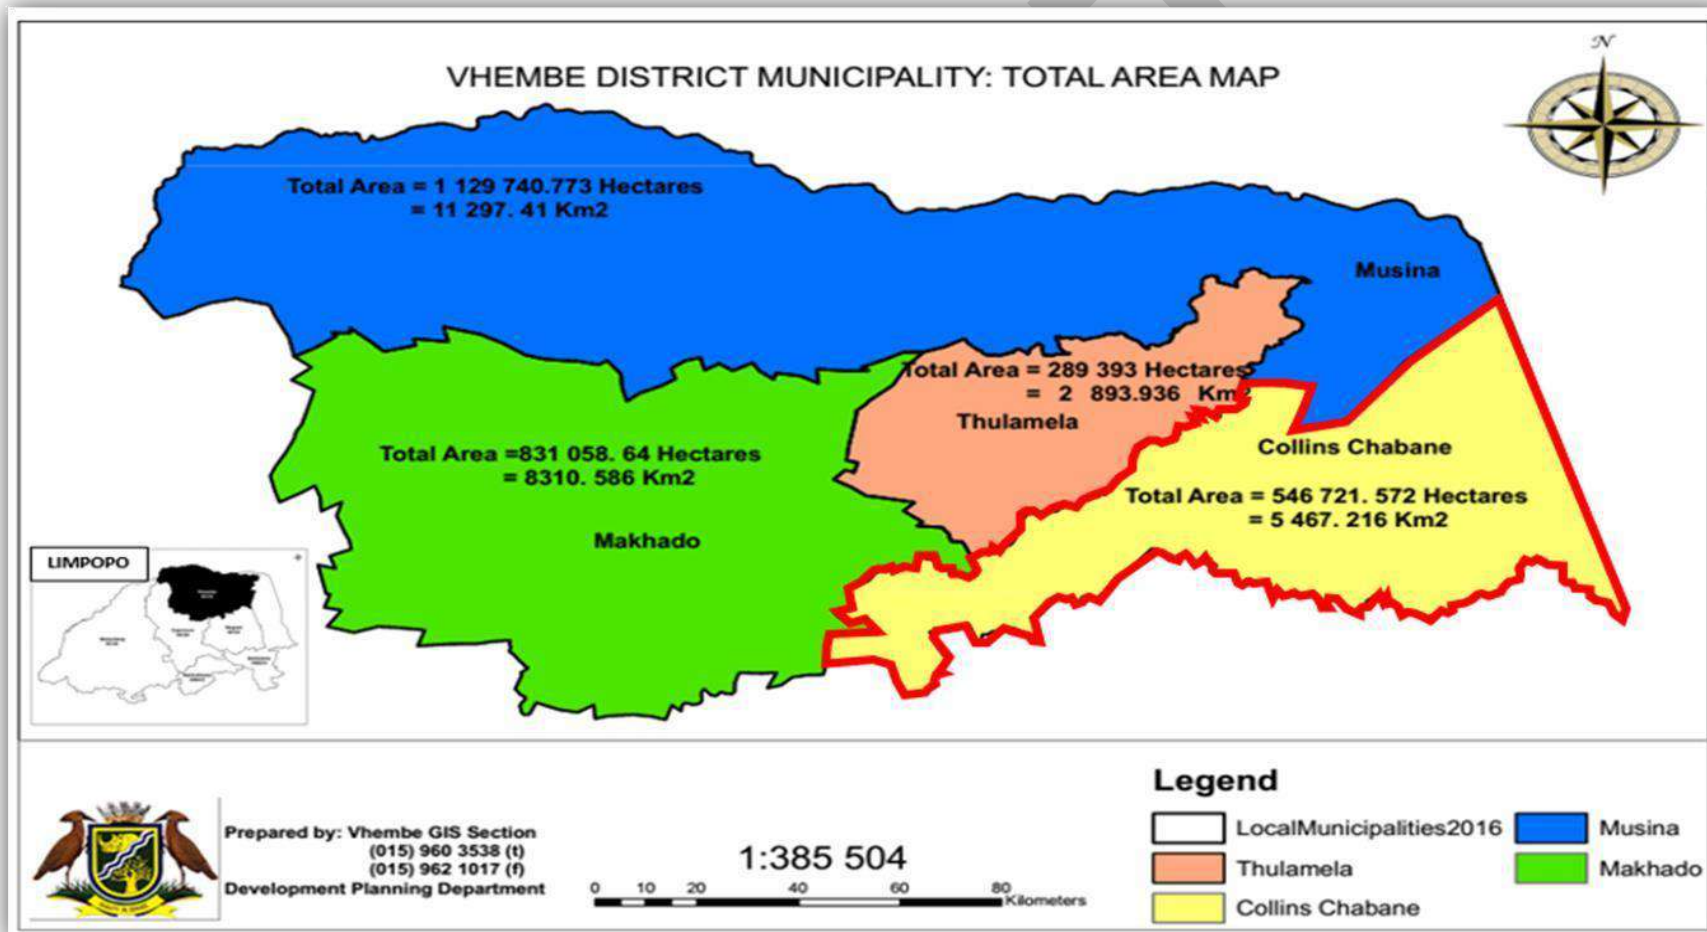 N
VHEMBE DISTRICT MUNICIPALITY: TOTAL AREA MAP
Total Area = 1 129 740.773 Hectares
= 11 297. 41 Km2
Musina
Total Area = 289 393 Hectares
= 2 893.936 Km2
Thulamela
Collins Chabane
Total Area = 546 721. 572 Hectares
= 5 467. 216 Km2
Total Area =831 058. 64 Hectares
= 8310. 586 Km2
Makhado
LIMPOPO
Prepared by: Vhembe GIS Section
(015) 960 3538 (t)
(015) 962 1017 (f)
Development Planning Department
1:385 504
0 10 20 40 60 80
Kilometers
Legend
LocalMunicipalities2016
Musina
Thulamela
Makhado
Collins Chabane